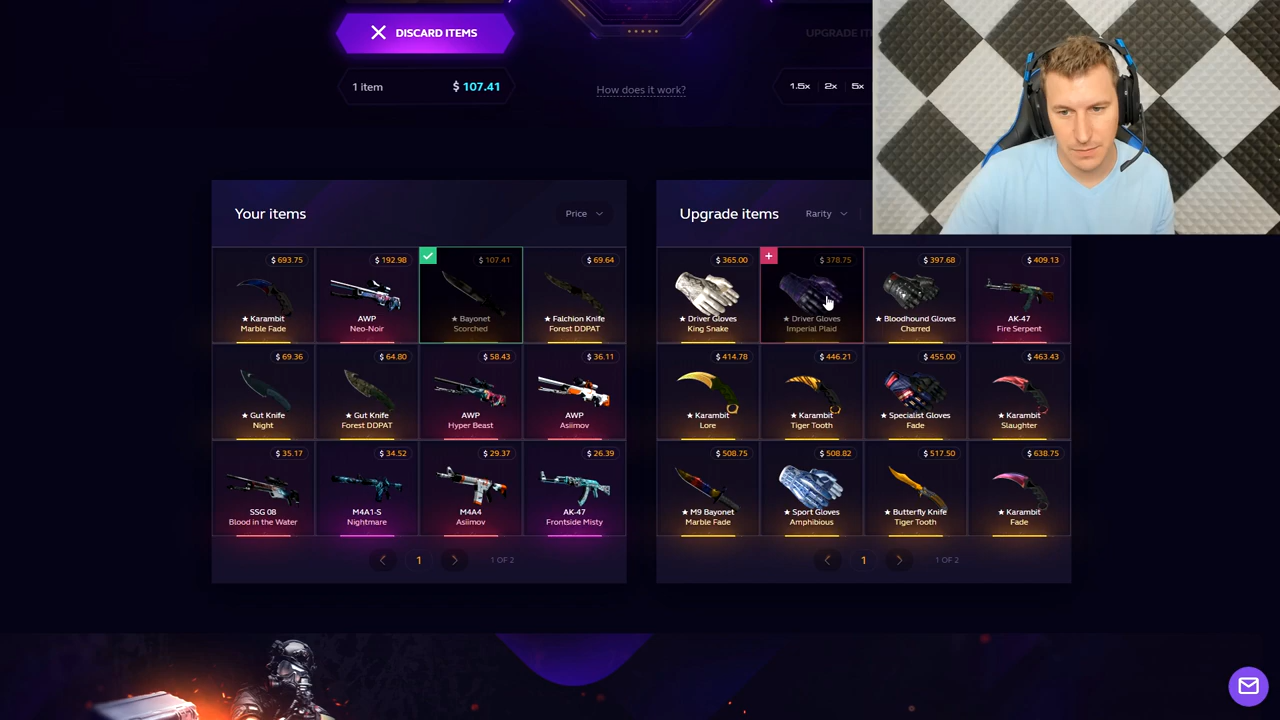 DISCARD ITEMS
1 item
$ 107.41
How does it work?
UPGRADE IT
1.5x
2x
5x
Your items
Price
$ 693.75
★ Karambit
Marble Fade
$ 192.98
AWP
Neo-Noir
$ 107.41
★ Bayonet
Scorched
$ 69.64
★ Falchion Knife
Forest DDPAT
$ 69.36
★ Gut Knife
Night
$ 64.80
★ Gut Knife
Forest DDPAT
$ 58.43
AWP
Hyper Beast
$ 36.11
AWP
Asiimov
$ 35.17
SSG 08
Blood in the Water
$ 34.52
M4A1-S
Nightmare
$ 29.37
M4A4
Asiimov
$ 26.39
AK-47
Frontside Misty
1
1 OF 2
Upgrade items
Rarity
$ 365.00
★ Driver Gloves
King Snake
$ 378.75
★ Driver Gloves
Imperial Plaid
$ 397.68
★ Bloodhound Gloves
Charred
$ 409.13
AK-47
Fire Serpent
$ 414.78
★ Karambit
Lore
$ 446.21
★ Karambit
Tiger Tooth
$ 455.00
★ Specialist Gloves
Fade
$ 463.43
★ Karambit
Slaughter
$ 508.75
★ M9 Bayonet
Marble Fade
$ 508.82
★ Sport Gloves
Amphibious
$ 517.50
★ Butterfly Knife
Tiger Tooth
$ 638.75
★ Karambit
Fade
1
1 OF 2